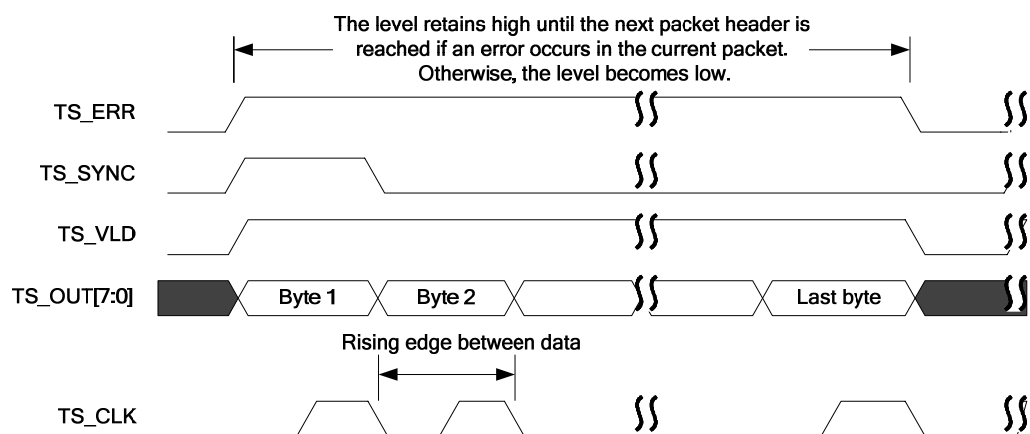 The level retains high until the next packet header is
reached if an error occurs in the current packet.
Otherwise, the level becomes low.
TS_ERR
TS_SYNC
TS_VLD
TS_OUT[7:0]
Byte 1
Byte 2
Last byte
Rising edge between data
TS_CLK